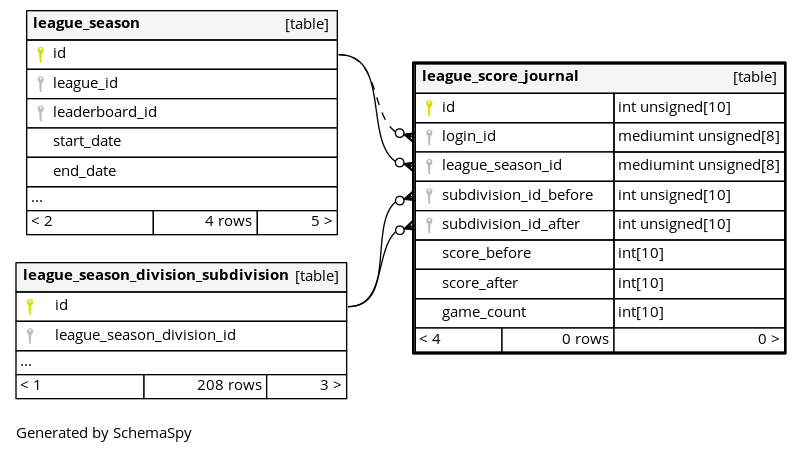 league_season [table]
id
league_id
leaderboard_id
start_date
end_date
...
< 2 4 rows 5 >
league_season_division_subdivision [table]
id
league_season_division_id
...
< 1 208 rows 3 >
league_score_journal [table]
id int unsigned[10]
login_id mediumint unsigned[8]
league_season_id mediumint unsigned[8]
subdivision_id_before int unsigned[10]
subdivision_id_after int unsigned[10]
score_before int[10]
score_after int[10]
game_count int[10]
< 4 0 rows 0 >
Generated by SchemaSpy